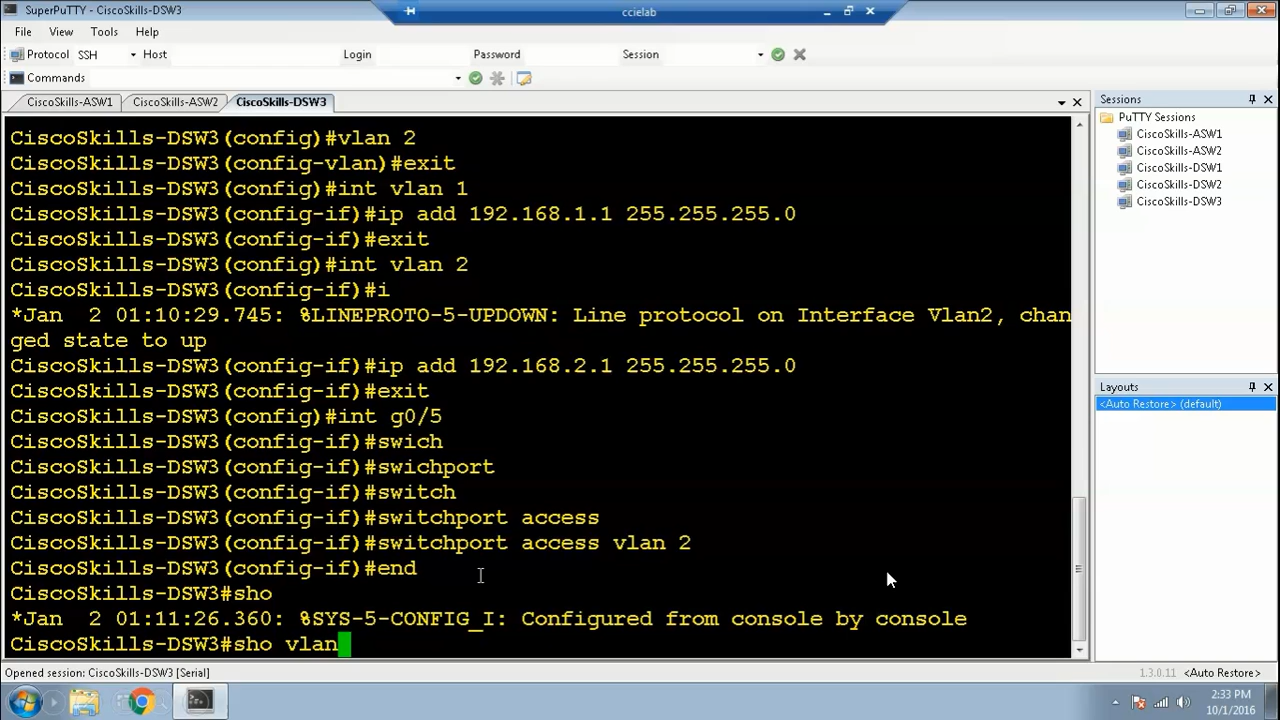 SuperPuTTY - CiscoSkills-DSW3
ccielab
File View Tools Help
Protocol SSH Host Login Password Session
Commands
CiscoSkills-ASW1 CiscoSkills-ASW2 CiscoSkills-DSW3
CiscoSkills-DSW3(config)#vlan 2
CiscoSkills-DSW3(config-vlan)#exit
CiscoSkills-DSW3(config)#int vlan 1
CiscoSkills-DSW3(config-if)#ip add 192.168.1.1 255.255.255.0
CiscoSkills-DSW3(config-if)#exit
CiscoSkills-DSW3(config)#int vlan 2
CiscoSkills-DSW3(config-if)#i
*Jan  2 01:10:29.745: %LINEPROTO-5-UPDOWN: Line protocol on Interface Vlan2, chan
ged state to up
CiscoSkills-DSW3(config-if)#ip add 192.168.2.1 255.255.255.0
CiscoSkills-DSW3(config-if)#exit
CiscoSkills-DSW3(config)#int g0/5
CiscoSkills-DSW3(config-if)#swich
CiscoSkills-DSW3(config-if)#swichport
CiscoSkills-DSW3(config-if)#switch
CiscoSkills-DSW3(config-if)#switchport access
CiscoSkills-DSW3(config-if)#switchport access vlan 2
CiscoSkills-DSW3(config-if)#end
CiscoSkills-DSW3#sho
*Jan  2 01:11:26.360: %SYS-5-CONFIG_I: Configured from console by console
CiscoSkills-DSW3#sho vlan
Sessions
PuTTY Sessions
CiscoSkills-ASW1
CiscoSkills-ASW2
CiscoSkills-DSW1
CiscoSkills-DSW2
CiscoSkills-DSW3
Layouts
<Auto Restore> (default)
Opened session: CiscoSkills-DSW3 [Serial]
1.3.0.11 <Auto Restore>
2:33 PM
10/1/2016